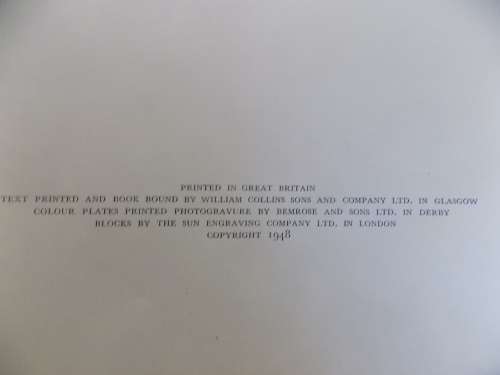 PRINTED IN GREAT BRITAIN
TEXT PRINTED AND BOOK BOUND BY WILLIAM COLLINS SONS AND COMPANY LTD. IN GLASGOW
COLOUR PLATES PRINTED PHOTOGRAVURE BY BEMROSE AND SONS LTD. IN DERBY
BLOCKS BY THE SUN ENGRAVING COMPANY LTD. IN LONDON
COPYRIGHT 1948